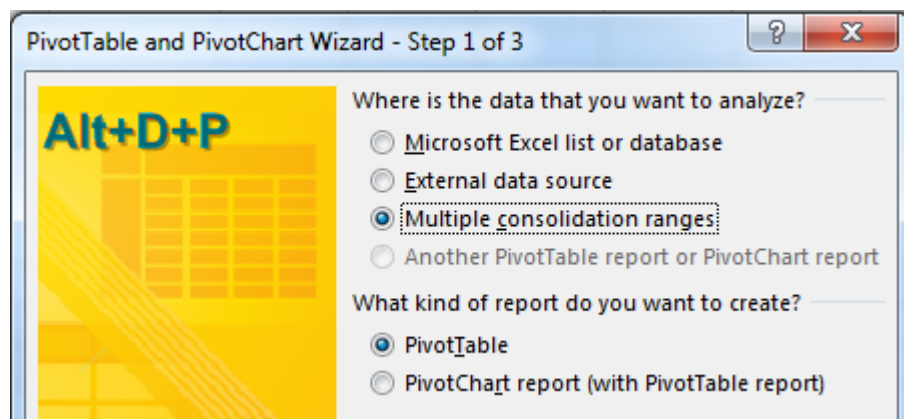 PivotTable and PivotChart Wizard - Step 1 of 3
Alt+D+P
Where is the data that you want to analyze?
Microsoft Excel list or database
External data source
Multiple consolidation ranges
Another PivotTable report or PivotChart report
What kind of report do you want to create?
PivotTable
PivotChart report (with PivotTable report)